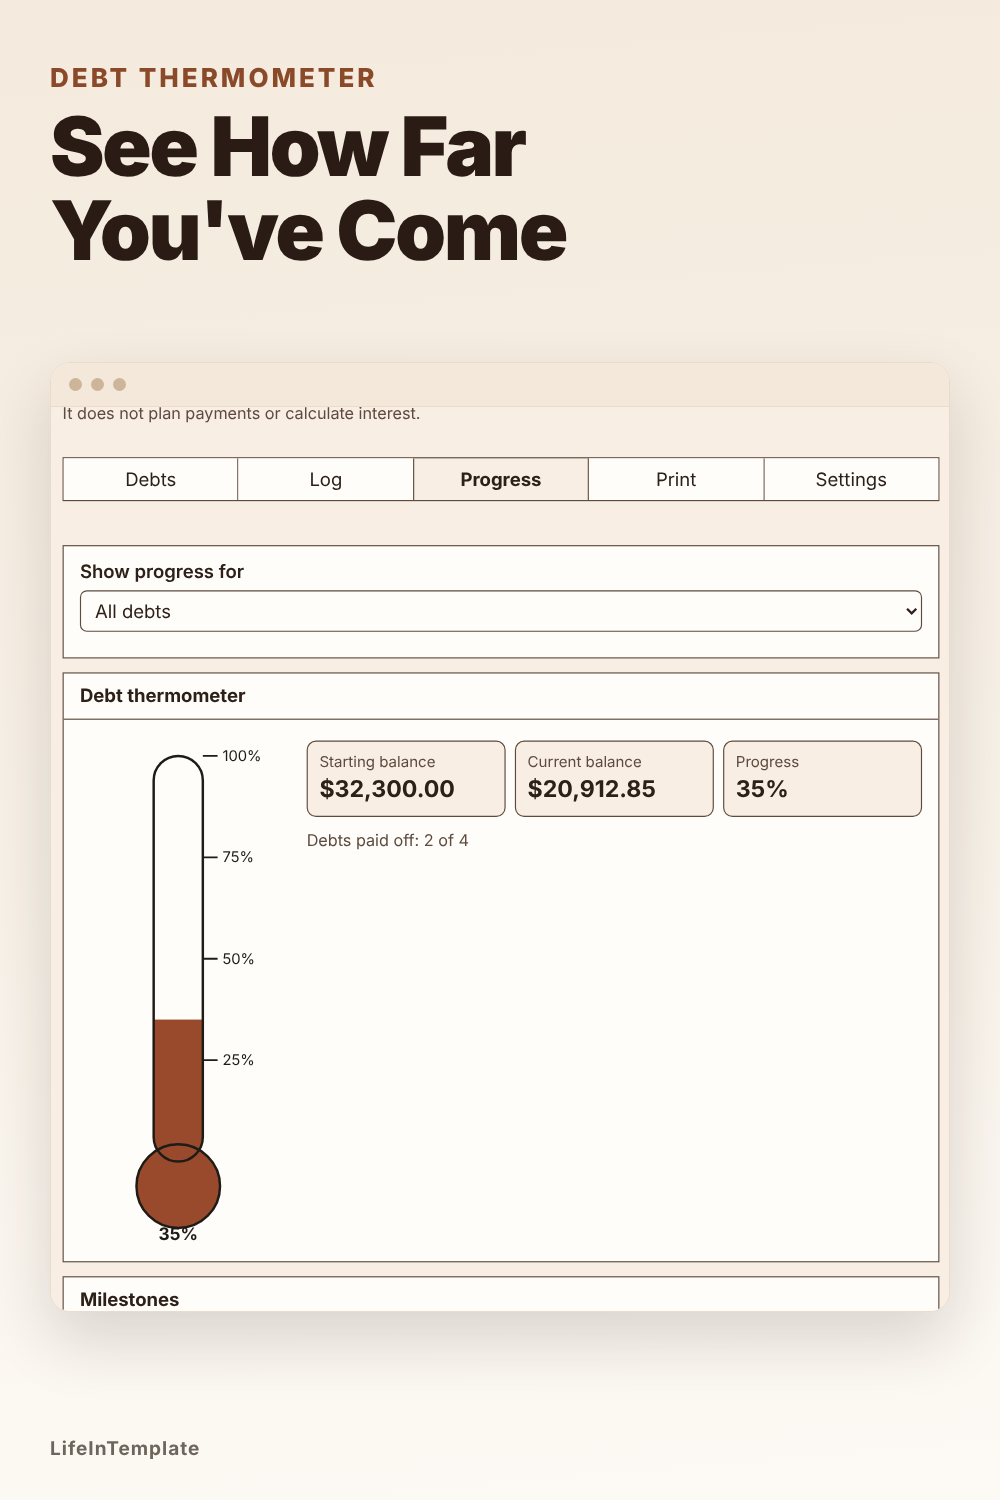 DEBT THERMOMETER
See How Far
You've Come
It does not plan payments or calculate interest.
Debts Log Progress Print Settings
Show progress for
All debts
Debt thermometer
100%
75%
50%
25%
35%
Starting balance
$32,300.00
Current balance
$20,912.85
Progress
35%
Debts paid off: 2 of 4
Milestones
LifeInTemplate